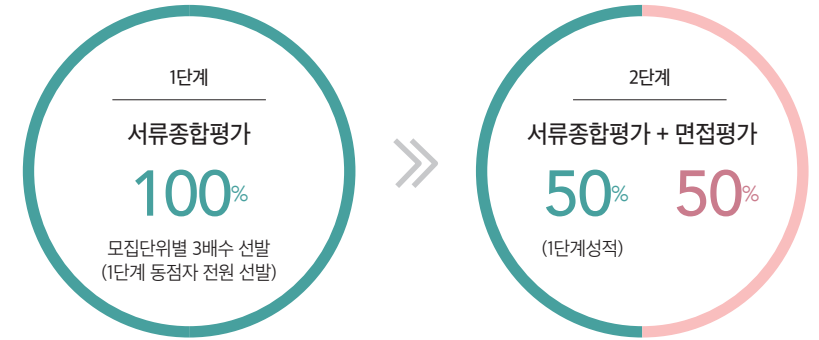 1단계
서류종합평가
100%
모집단위별 3배수 선발
(1단계 동점자 전원 선발)
2단계
서류종합평가 + 면접평가
50% 50%
(1단계성적)